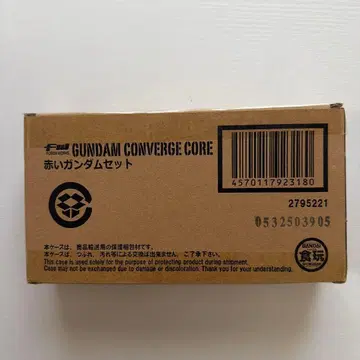 FW GUNDAM CONVERGE CORE
赤いガンダムセット
4570117923180
2795221
0532503905
本ケースは、商品輸送用の保護梱包材です。
本ケースの、つぶれ、汚れ等による交換は出来ません。ご了承下さい。
This case is used solely for the purpose of protecting product during shipment.
Case may not be exchanged due to damage or discoloration. Thank you for your understanding.
BANDAI
食玩